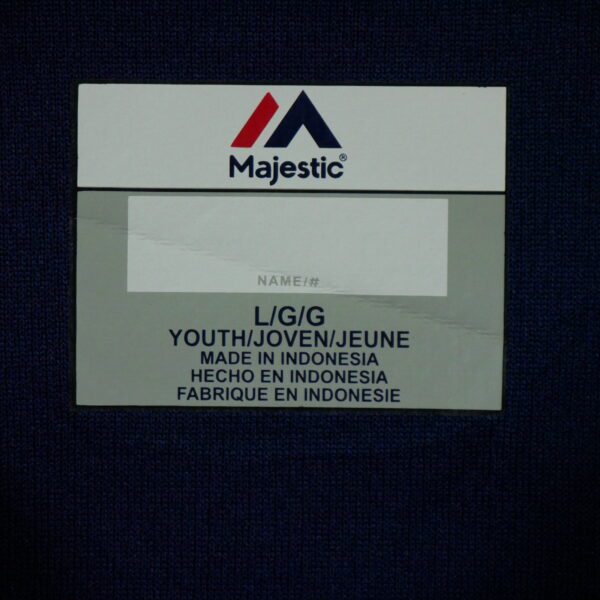 Majestic®
NAME/#
L/G/G
YOUTH/JOVEN/JEUNE
MADE IN INDONESIA
HECHO EN INDONESIA
FABRIQUE EN INDONESIE